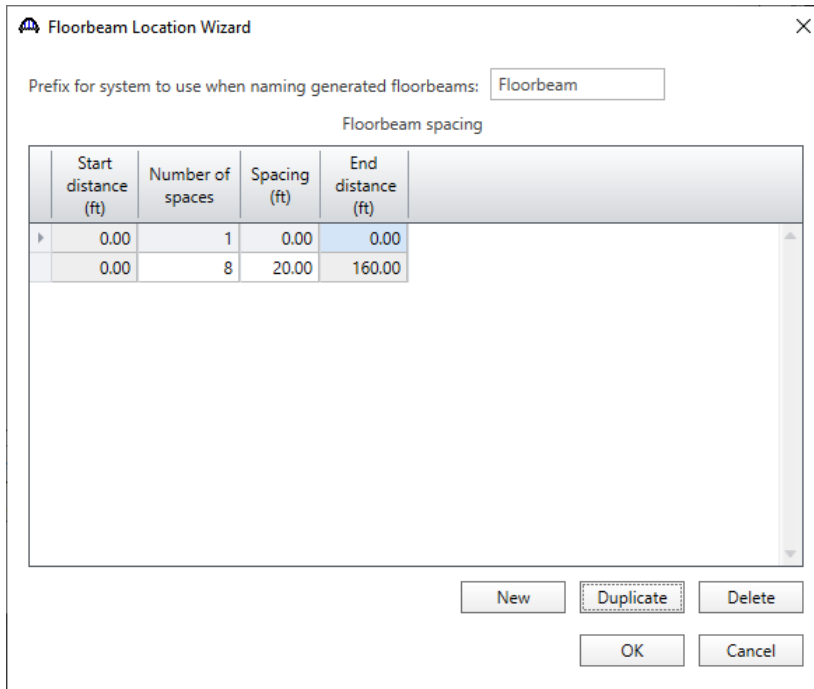 Floorbeam Location Wizard
Prefix for system to use when naming generated floorbeams: Floorbeam
Floorbeam spacing
Start distance (ft) Number of spaces Spacing (ft) End distance (ft)
0.00 1 0.00 0.00
0.00 8 20.00 160.00
New Duplicate Delete
OK Cancel